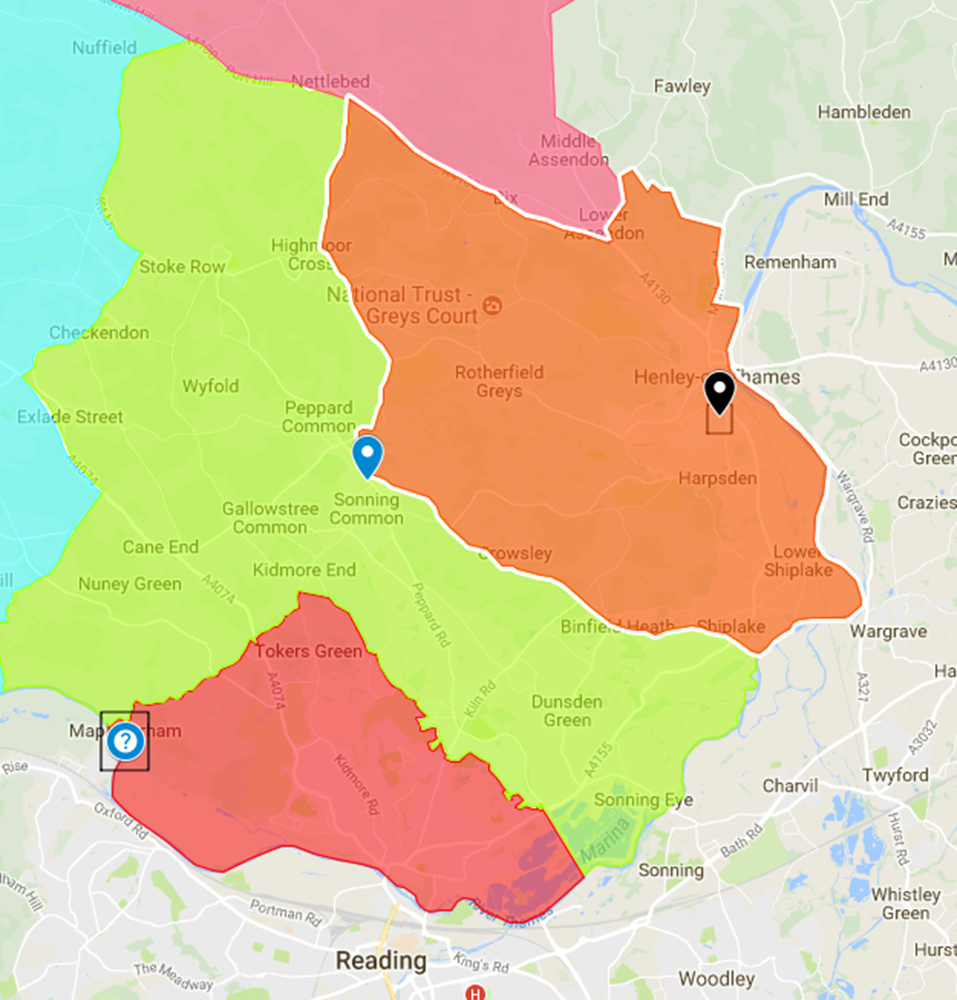 Nuffield
Nettlebed
Fawley
Hambleden
Middle
Assendon
Mill End
A4155
Bix
Lower
Assendon
Highmoor
Cross
Remenham
Stoke Row
A4130
National Trust -
Greys Court
Checkendon
Wyfold
Rotherfield
Greys
Henley-on-Thames
A4130
Exlade Street
Peppard
Common
A4074
Harpsden
Wargrave Rd
Gallowstree
Common
Sonning
Common
Cane End
Crowsley
Lower
Shiplake
Kidmore End
Nuney Green
A4074
Peppard Rd
Binfield Heath
Shiplake
Wargrave
Tokers Green
A4074
Kiln Rd
Dunsden
Green
A327
A3032
A4155
Rise
Kidmore Rd
Charvil
Twyford
Oxford Rd
Sonning Eye
Marina
Bath Rd
Hurst Rd
Sonning
Portman Rd
River Thames
Whistley
Green
Reading
King's Rd
The Meadway
Woodley
H
?